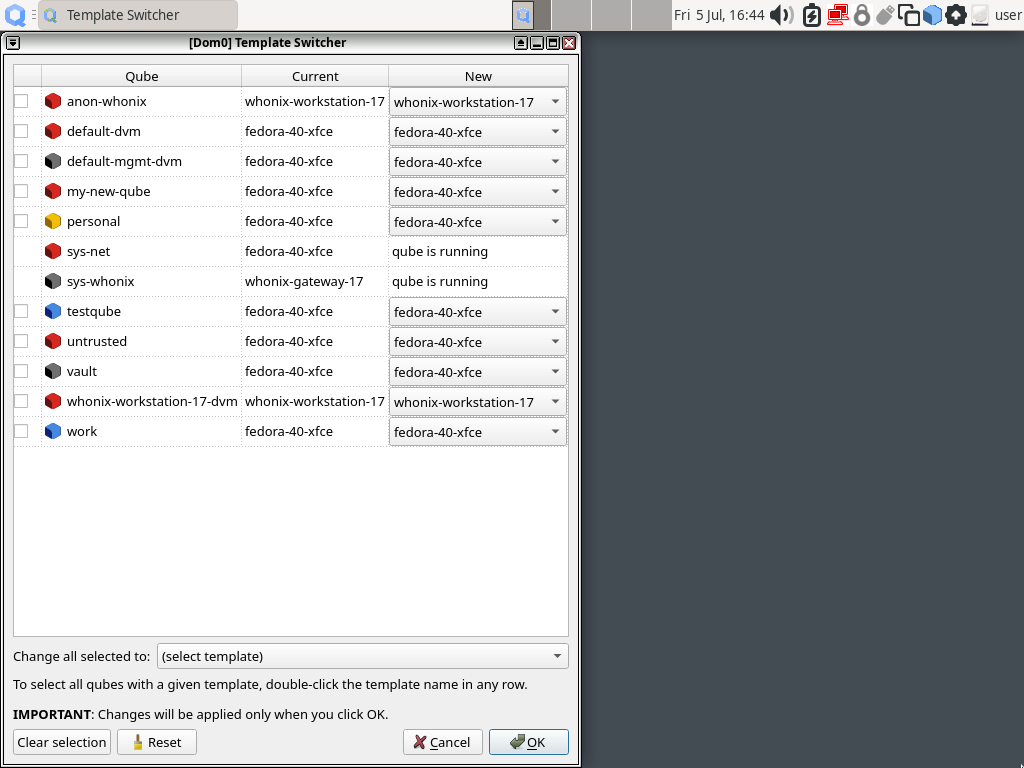 Template Switcher
Fri 5 Jul, 16:44
user
[Dom0] Template Switcher
Qube Current New
anon-whonix whonix-workstation-17 whonix-workstation-17
default-dvm fedora-40-xfce fedora-40-xfce
default-mgmt-dvm fedora-40-xfce fedora-40-xfce
my-new-qube fedora-40-xfce fedora-40-xfce
personal fedora-40-xfce fedora-40-xfce
sys-net fedora-40-xfce qube is running
sys-whonix whonix-gateway-17 qube is running
testqube fedora-40-xfce fedora-40-xfce
untrusted fedora-40-xfce fedora-40-xfce
vault fedora-40-xfce fedora-40-xfce
whonix-workstation-17-dvm whonix-workstation-17 whonix-workstation-17
work fedora-40-xfce fedora-40-xfce
Change all selected to: (select template)
To select all qubes with a given template, double-click the template name in any row.
IMPORTANT: Changes will be applied only when you click OK.
Clear selection Reset Cancel OK